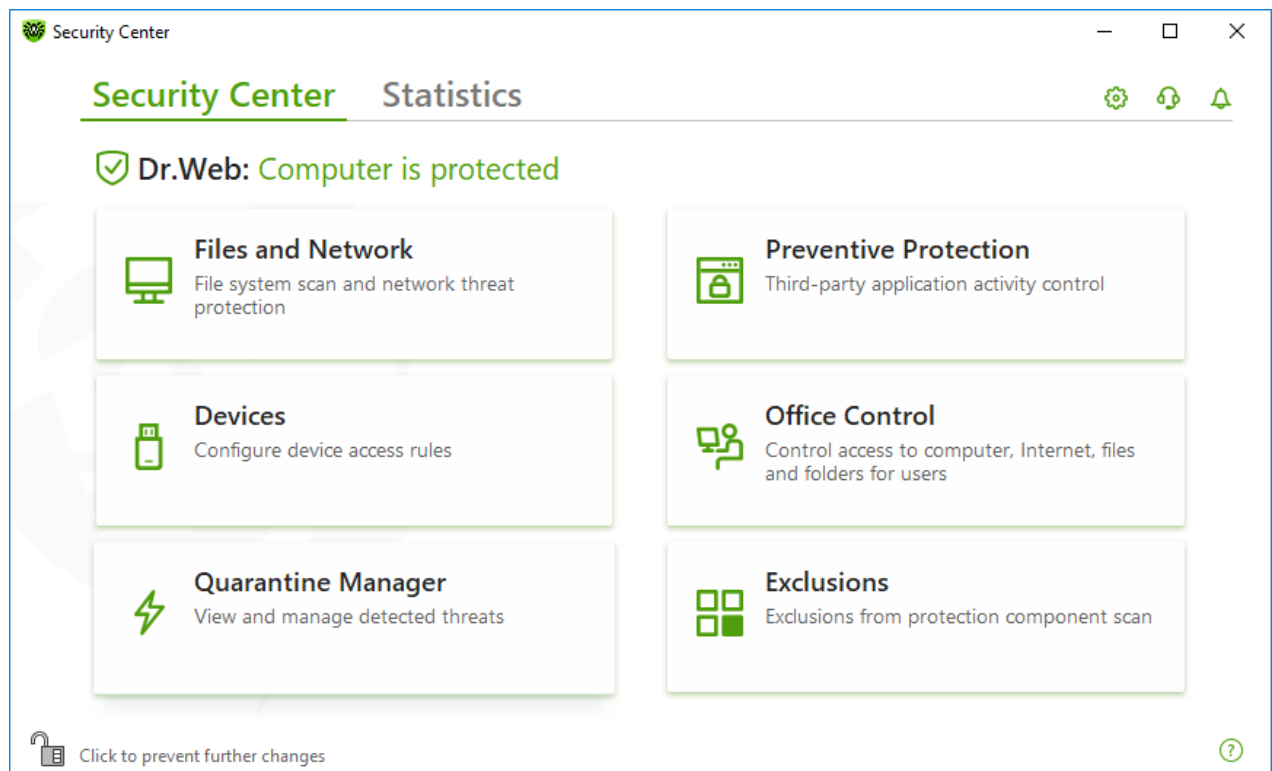 Security Center
Security Center
Statistics
Dr.Web: Computer is protected
Files and Network
File system scan and network threat
protection
Preventive Protection
Third-party application activity control
Devices
Configure device access rules
Office Control
Control access to computer, Internet, files
and folders for users
Quarantine Manager
View and manage detected threats
Exclusions
Exclusions from protection component scan
Click to prevent further changes
?